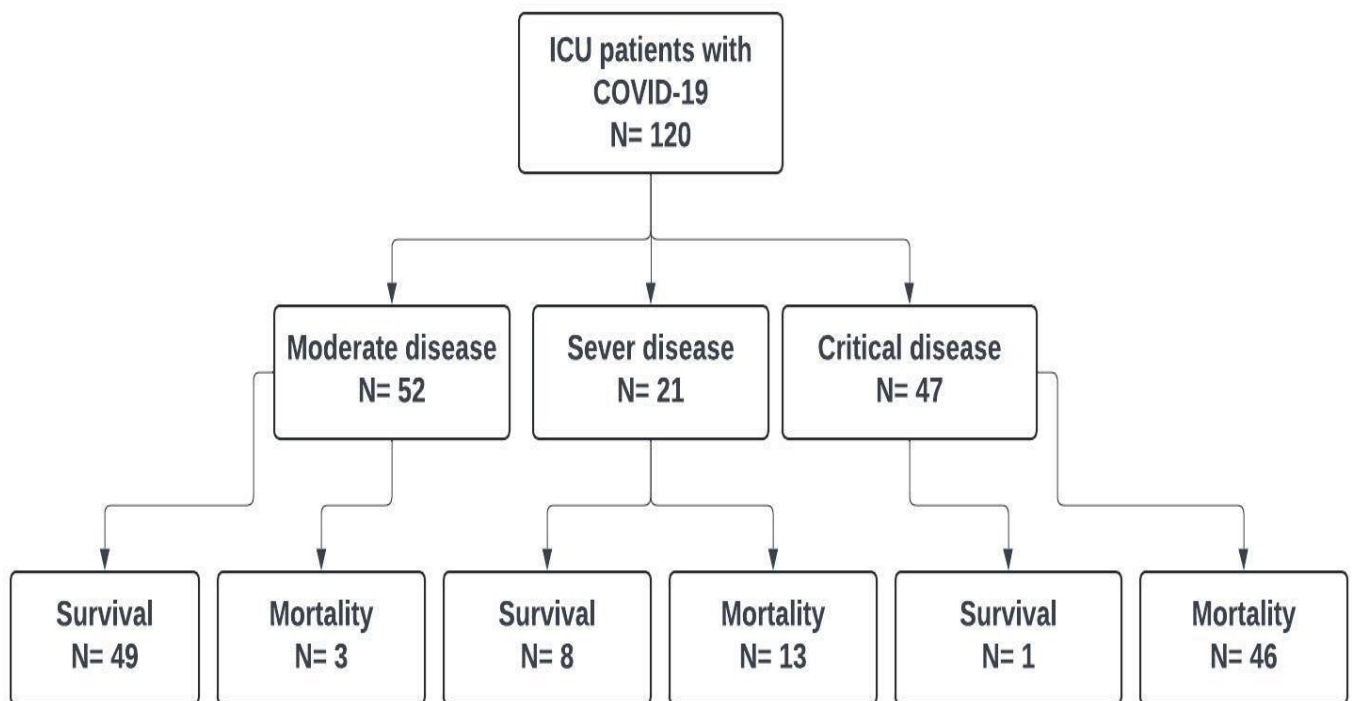 ICU patients with
COVID-19
N= 120
Moderate disease
N= 52
Sever disease
N= 21
Critical disease
N= 47
Survival
N= 49
Mortality
N= 3
Survival
N= 8
Mortality
N= 13
Survival
N= 1
Mortality
N= 46